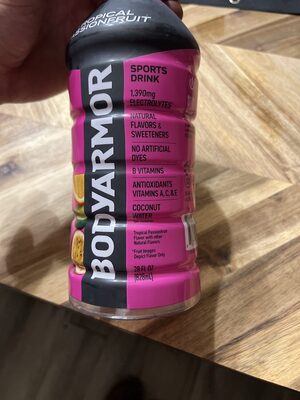 TROPICAL
PASSIONFRUIT
BODYARMOR
SPORTS
DRINK
1,390mg
ELECTROLYTES
NATURAL
FLAVORS &
SWEETENERS
NO ARTIFICIAL
DYES
8 VITAMINS
ANTIOXIDANTS
VITAMINS A, C, & E
COCONUT
WATER
Tropical Passionfruit
Flavor with other
Natural Flavors
*Fruit Images
Depict Flavor Only
28 FL OZ
(828mL)